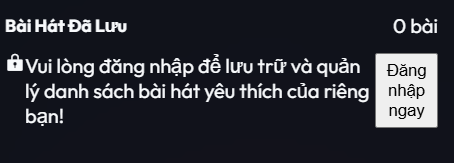 Bài Hát Đã Lưu 0 bài
Vui lòng đăng nhập để lưu trữ và quản
lý danh sách bài hát yêu thích của riêng
bạn!
Đăng
nhập
ngay